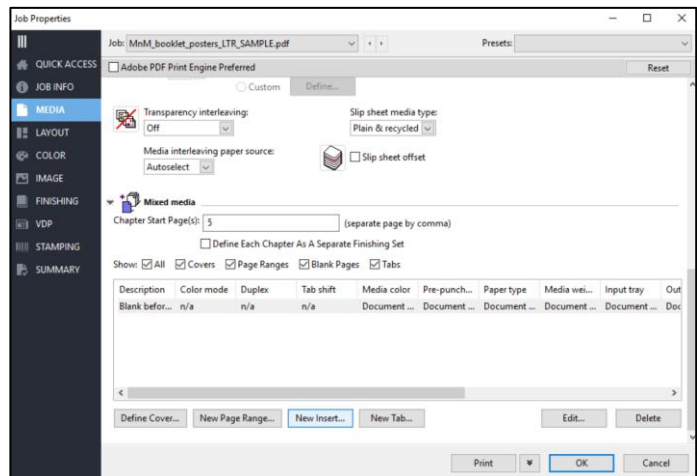 Job Properties
Job: MnM_booklet_posters_LTR_SAMPLE.pdf Presets:
QUICK ACCESS
JOB INFO
MEDIA
LAYOUT
COLOR
IMAGE
FINISHING
VDP
STAMPING
SUMMARY
Adobe PDF Print Engine Preferred Reset
Custom Define...
Transparency interleaving: Slip sheet media type:
Off Plain & recycled
Media interleaving paper source:
Autoselect Slip sheet offset
Mixed media
Chapter Start Page(s): 5 (separate page by comma)
Define Each Chapter As A Separate Finishing Set
Show: All Covers Page Ranges Blank Pages Tabs
Description Color mode Duplex Tab shift Media color Pre-punch... Paper type Media wei... Input tray Out
Blank befor... n/a n/a n/a Document ... Document ... Document ... Document ... Document ... Doc
Define Cover... New Page Range... New Insert... New Tab... Edit... Delete
Print OK Cancel